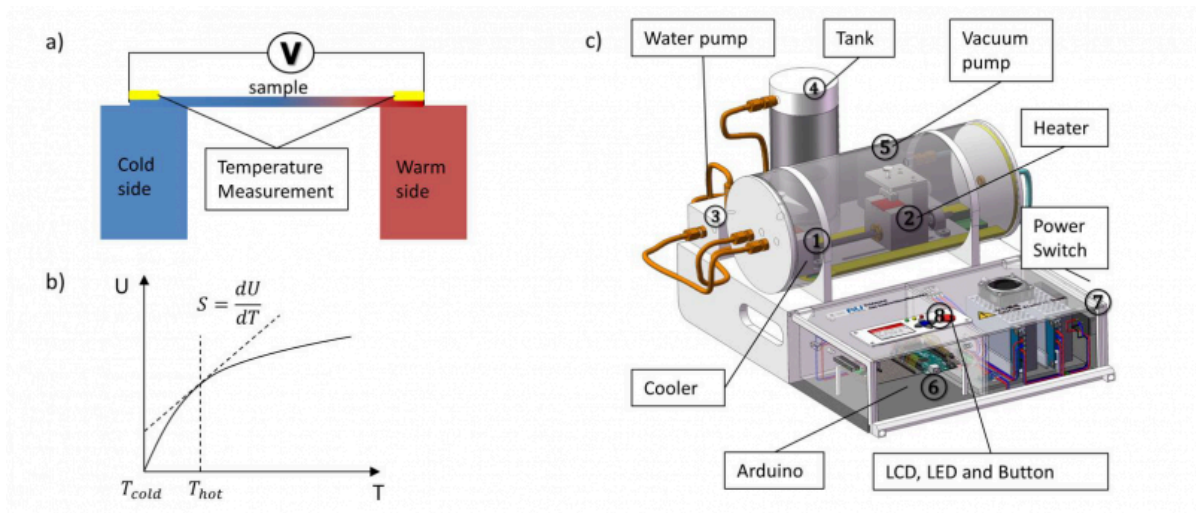 a)
V
sample
Cold
side
Temperature
Measurement
Warm
side
b)
U
S = dU/dT
T_cold
T_hot
T
c)
Water pump
Tank
Vacuum
pump
Heater
Power
Switch
Cooler
Arduino
LCD, LED and Button
4
5
3
2
1
7
8
6